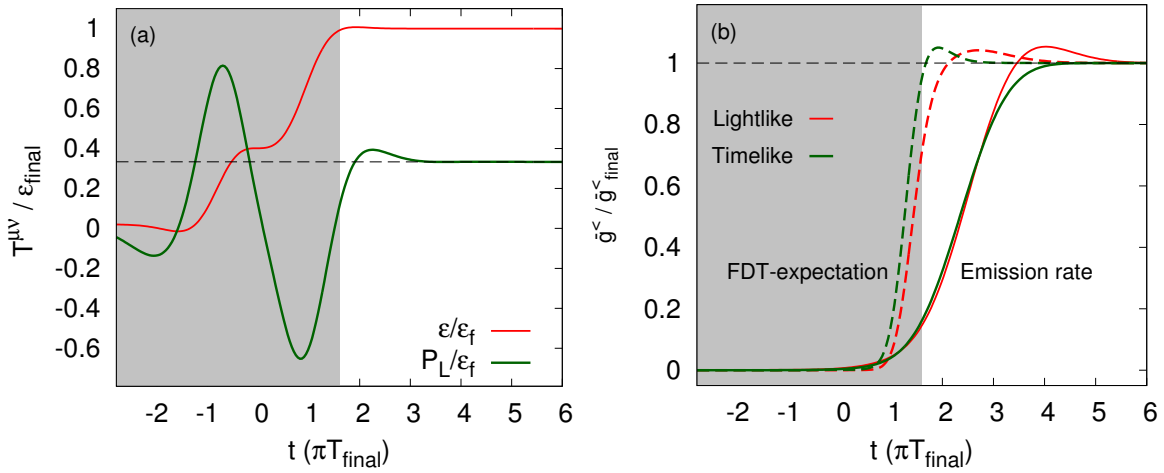 (a)
1
0.8
0.6
0.4
0.2
0
-0.2
-0.4
-0.6
T^μν / ε_final
ε/ε_f
P_L/ε_f
-2 -1 0 1 2 3 4 5 6
t (πT_final)
(b)
1
0.8
0.6
0.4
0.2
0
g̅^< / g̅^<_final
Lightlike
Timelike
FDT-expectation
Emission rate
-2 -1 0 1 2 3 4 5 6
t (πT_final)